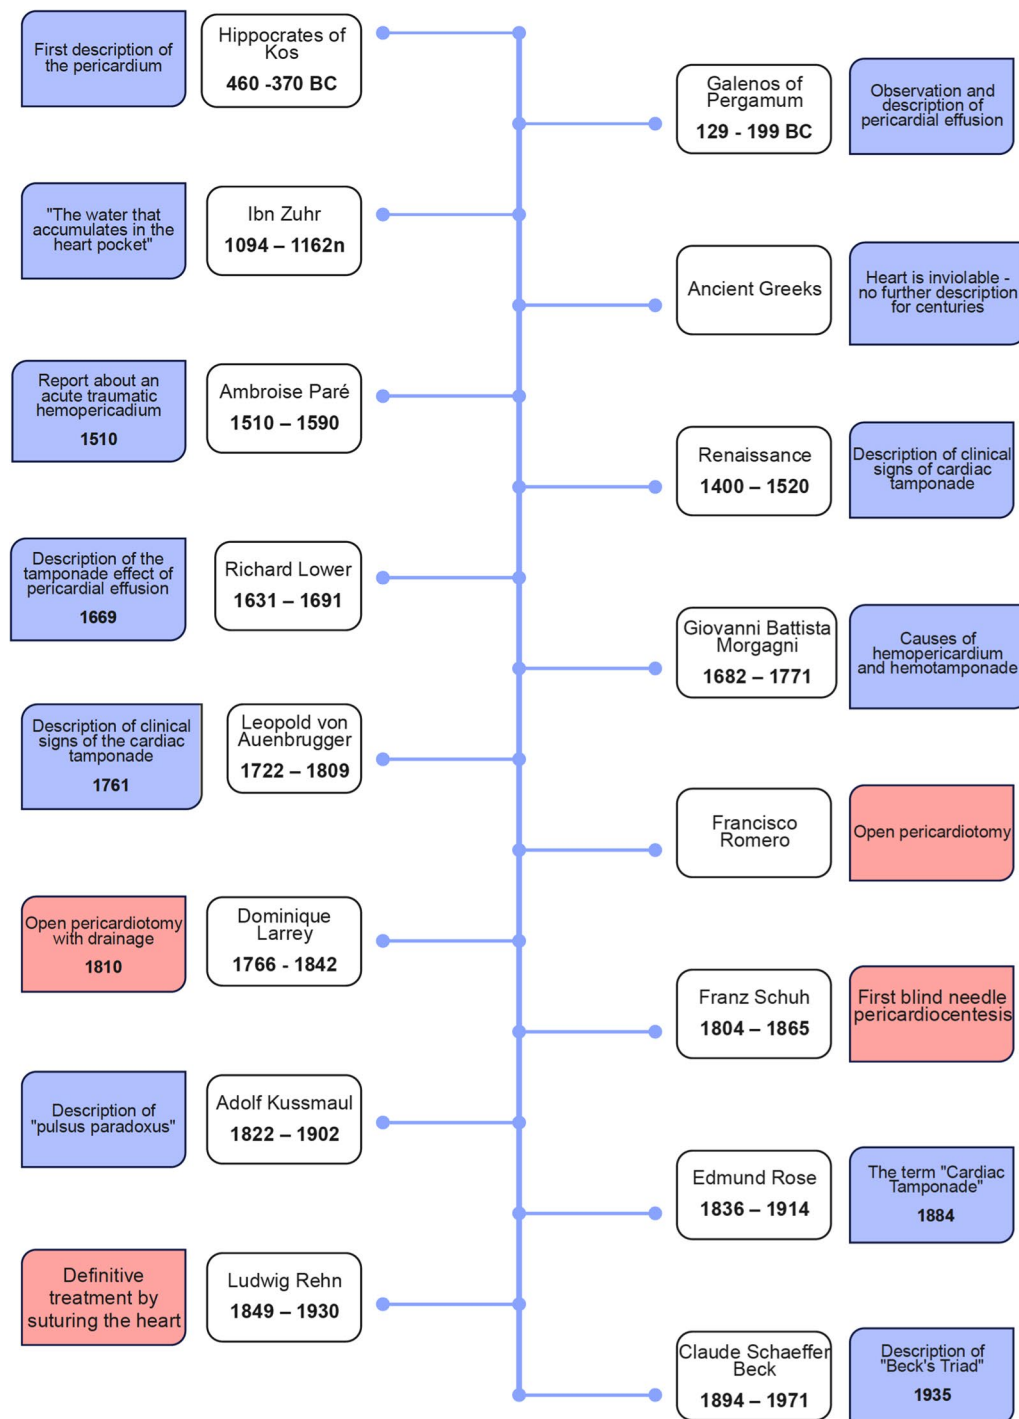 First description of
the pericardium
Hippocrates of
Kos
460 -370 BC
Galenos of
Pergamum
129 - 199 BC
Observation and
description of
pericardial effusion
"The water that
accumulates in the
heart pocket"
Ibn Zuhr
1094 – 1162n
Ancient Greeks
Heart is inviolable -
no further description
for centuries
Report about an
acute traumatic
hemopericadium
1510
Ambroise Paré
1510 – 1590
Renaissance
1400 – 1520
Description of clinical
signs of cardiac
tamponade
Description of the
tamponade effect of
pericardial effusion
1669
Richard Lower
1631 – 1691
Giovanni Battista
Morgagni
1682 – 1771
Causes of
hemopericardium
and hemotamponade
Description of clinical
signs of the cardiac
tamponade
1761
Leopold von
Auenbrugger
1722 – 1809
Francisco
Romero
Open pericardiotomy
Open pericardiotomy
with drainage
1810
Dominique
Larrey
1766 - 1842
Franz Schuh
1804 – 1865
First blind needle
pericardiocentesis
Description of
"pulsus paradoxus"
Adolf Kussmaul
1822 – 1902
Edmund Rose
1836 – 1914
The term "Cardiac
Tamponade"
1884
Definitive
treatment by
suturing the heart
Ludwig Rehn
1849 – 1930
Claude Schaeffer
Beck
1894 – 1971
Description of
"Beck's Triad"
1935